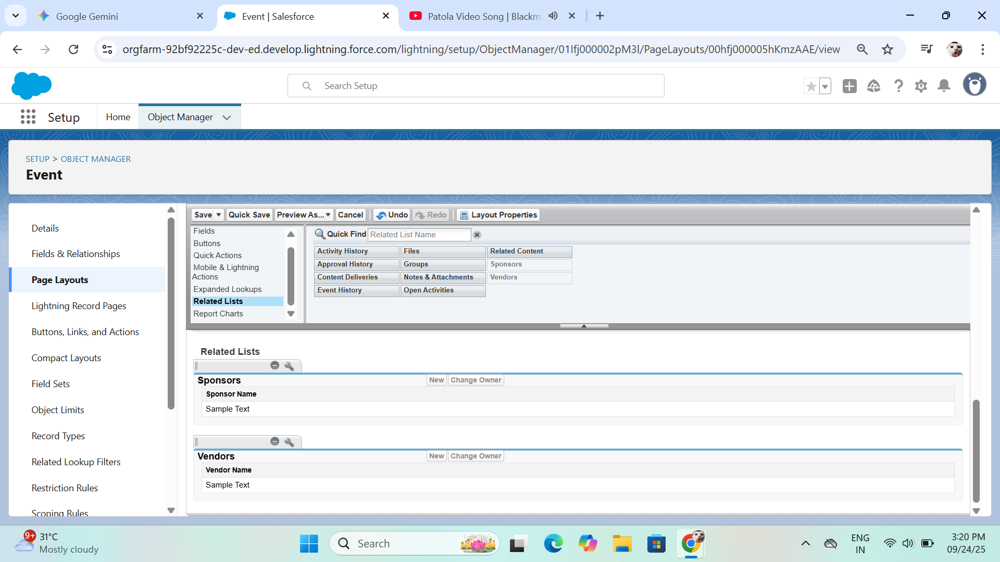 Google Gemini
Event | Salesforce
Patola Video Song | Blackm
orgfarm-92bf92225c-dev-ed.develop.lightning.force.com/lightning/setup/ObjectManager/01Ifj000002pM3l/PageLayouts/00hfj000005hKmzAAE/view
Search Setup
Setup
Home
Object Manager
SETUP > OBJECT MANAGER
Event
Details
Fields & Relationships
Page Layouts
Lightning Record Pages
Buttons, Links, and Actions
Compact Layouts
Field Sets
Object Limits
Record Types
Related Lookup Filters
Restriction Rules
Scoping Rules
Save Quick Save Preview As... Cancel Undo Redo Layout Properties
Fields
Buttons
Quick Actions
Mobile & Lightning
Actions
Expanded Lookups
Related Lists
Report Charts
Quick Find Related List Name
Activity History Files Related Content
Approval History Groups Sponsors
Content Deliveries Notes & Attachments Vendors
Event History Open Activities
Related Lists
Sponsors New Change Owner
Sponsor Name
Sample Text
Vendors New Change Owner
Vendor Name
Sample Text
9+
31°C
Mostly cloudy
Search
ENG
IN
3:20 PM
09/24/25